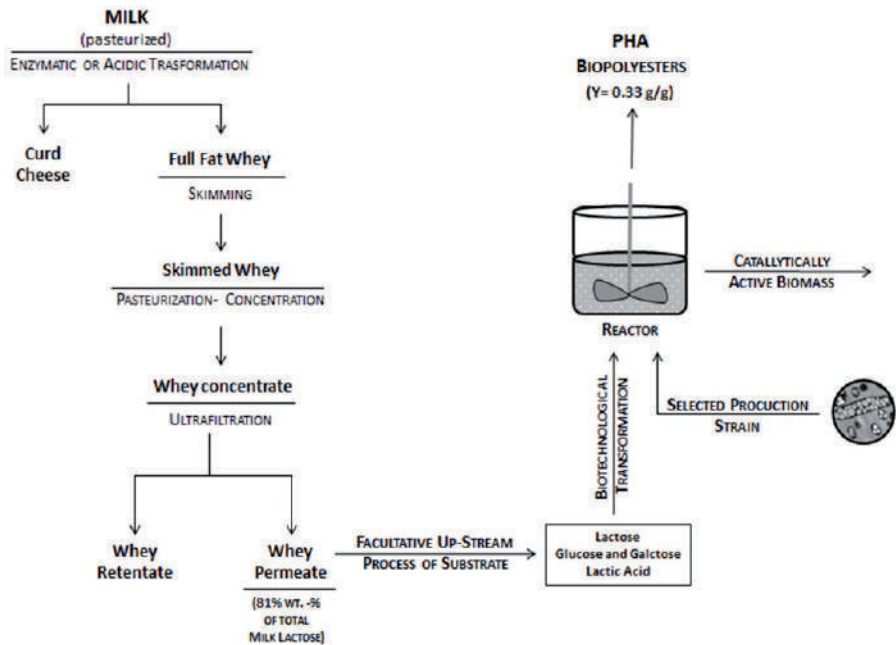 MILK
(pasteurized)
ENZYMATIC OR ACIDIC TRASFORMATION
Curd
Cheese
Full Fat Whey
SKIMMING
Skimmed Whey
PASTEURIZATION- CONCENTRATION
Whey concentrate
ULTRAFILTRATION
Whey
Retentate
Whey
Permeate
(81% WT. -%
OF TOTAL
MILK LACTOSE)
FACULTATIVE UP-STREAM
PROCESS OF SUBSTRATE
Lactose
Glucose and Galctose
Lactic Acid
BIOTECHNOLOGICAL
TRANSFORMATION
SELECTED PROCUCTION
STRAIN
REACTOR
CATALLYTICALLY
ACTIVE BIOMASS
PHA
BIOPOLYESTERS
(Y= 0.33 g/g)